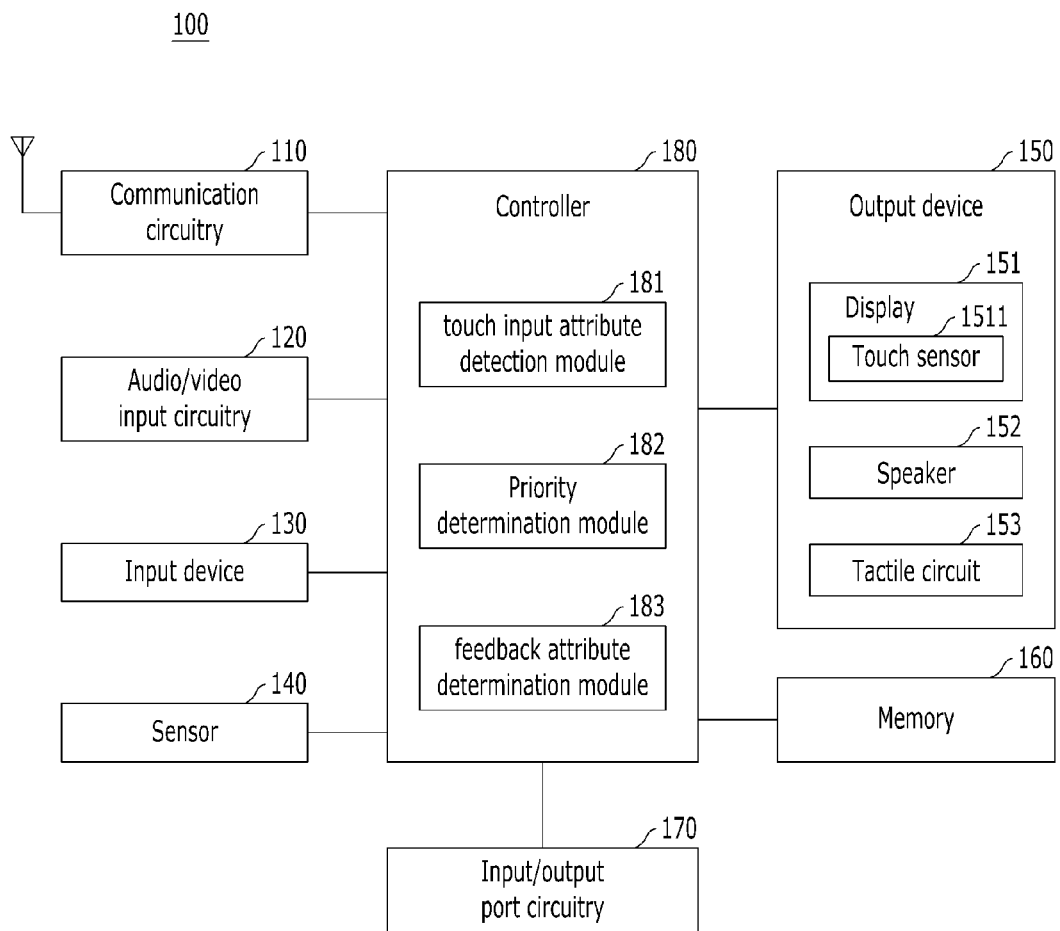 100
110
Communication
circuitry
120
Audio/video
input circuitry
130
Input device
140
Sensor
180
Controller
181
touch input attribute
detection module
182
Priority
determination module
183
feedback attribute
determination module
150
Output device
151
Display
1511
Touch sensor
152
Speaker
153
Tactile circuit
160
Memory
170
Input/output
port circuitry